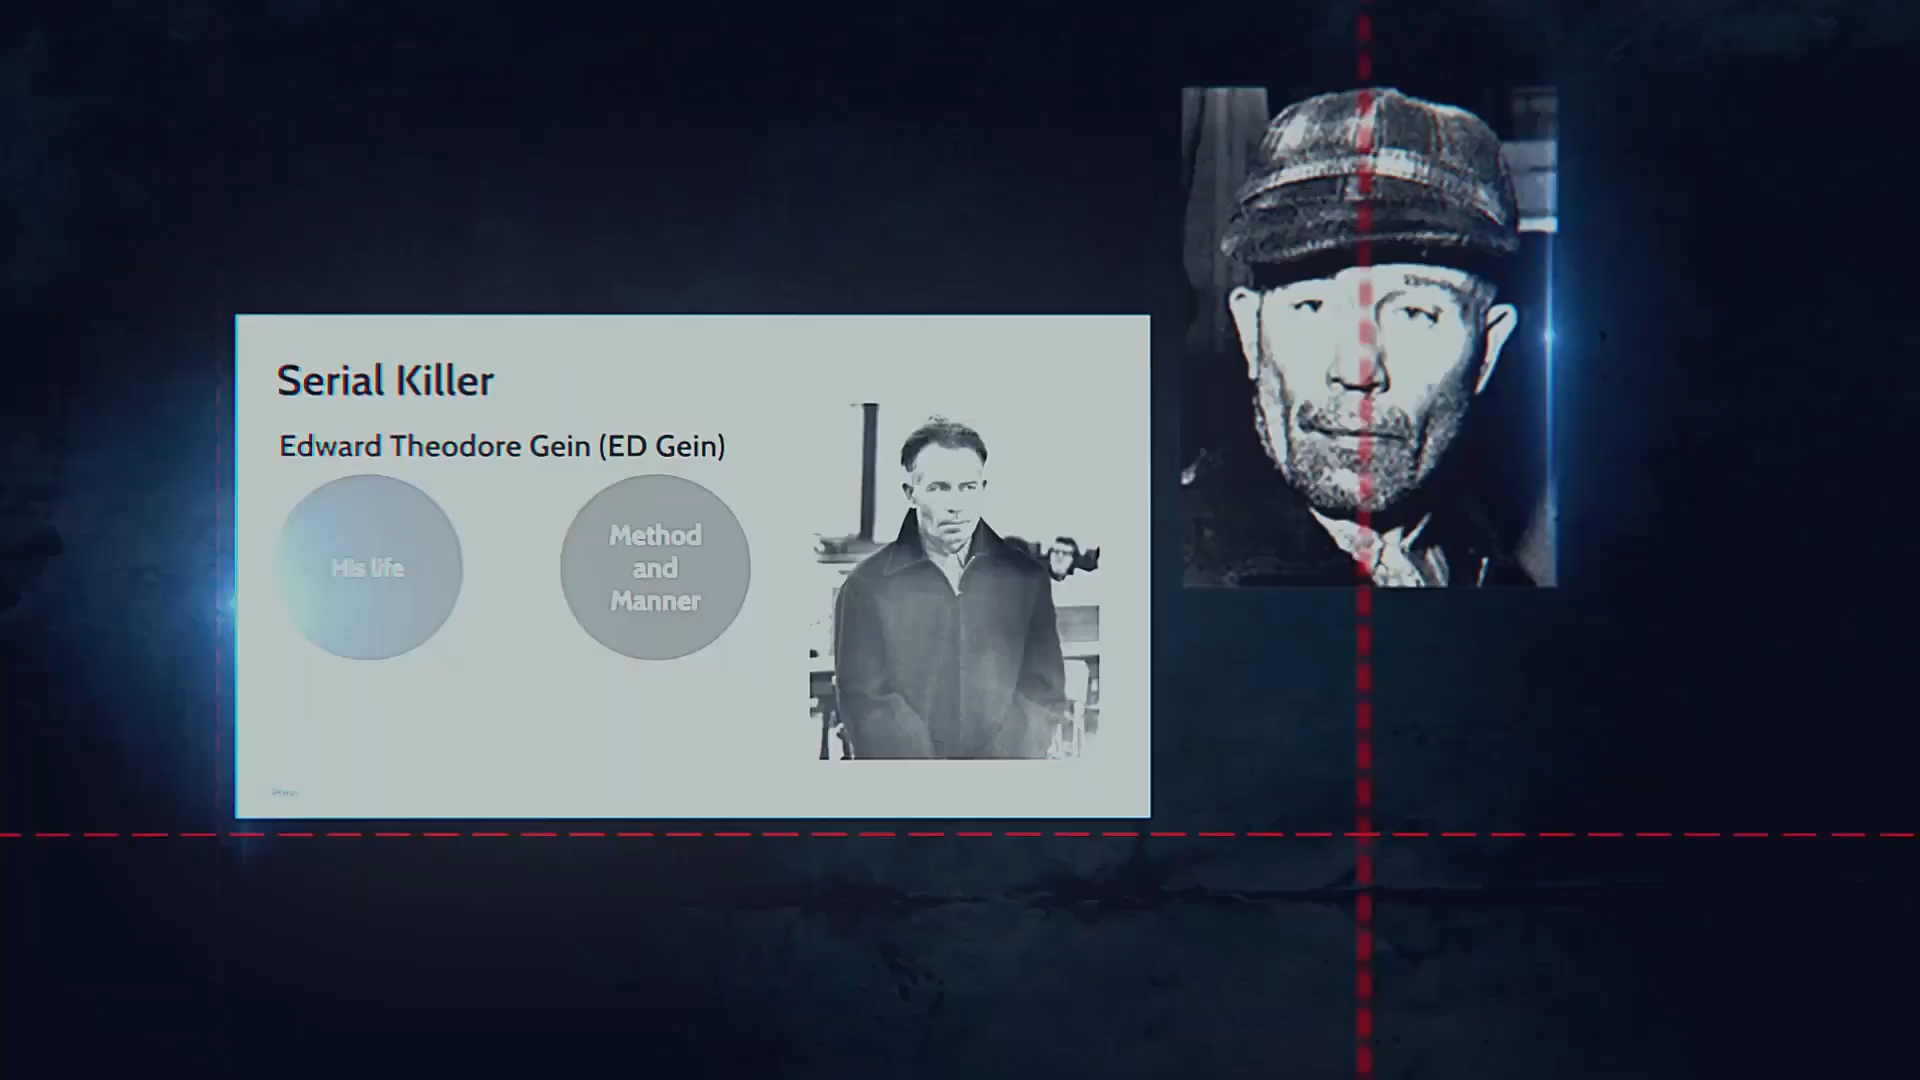 Serial Killer
Edward Theodore Gein (ED Gein)
His life
Method
and
Manner